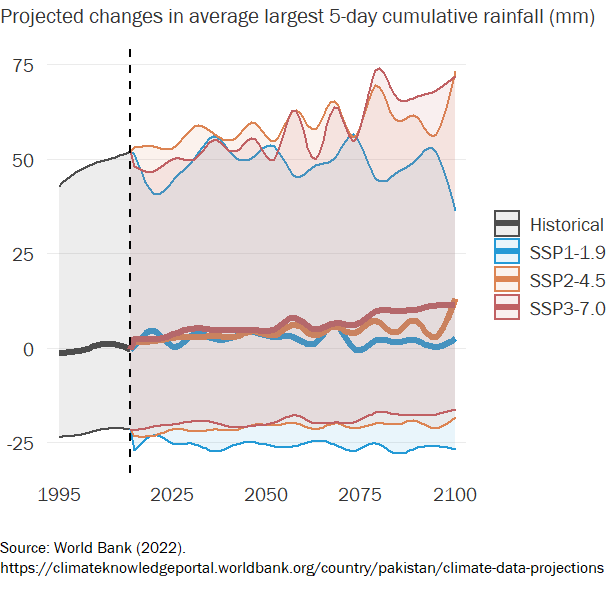 Projected changes in average largest 5-day cumulative rainfall (mm)
75
50
25
0
-25
1995 2025 2050 2075 2100
Historical
SSP1-1.9
SSP2-4.5
SSP3-7.0
Source: World Bank (2022).
https://climateknowledgeportal.worldbank.org/country/pakistan/climate-data-projections